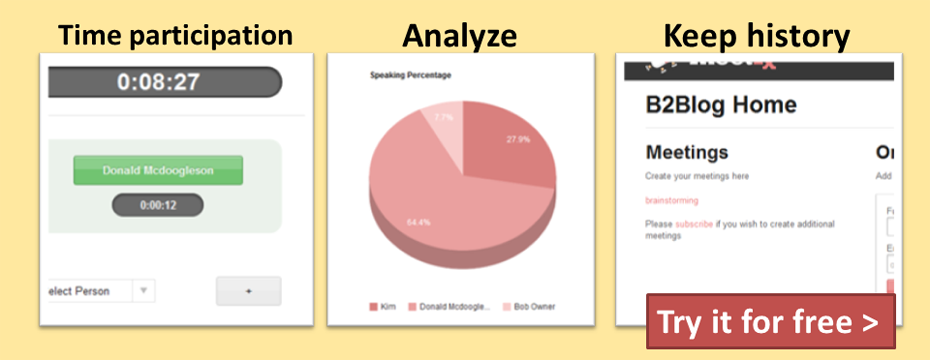 Time participation
0:08:27
Donald Mcdoogleson
0:00:12
elect Person
+
Analyze
Speaking Percentage
7.7%
27.9%
64.4%
Kim
Donald Mcdoogle...
Bob Owner
Keep history
B2Blog Home
Meetings
Create your meetings here
brainstorming
Please subscribe if you wish to create additional
meetings
Add
Try it for free >